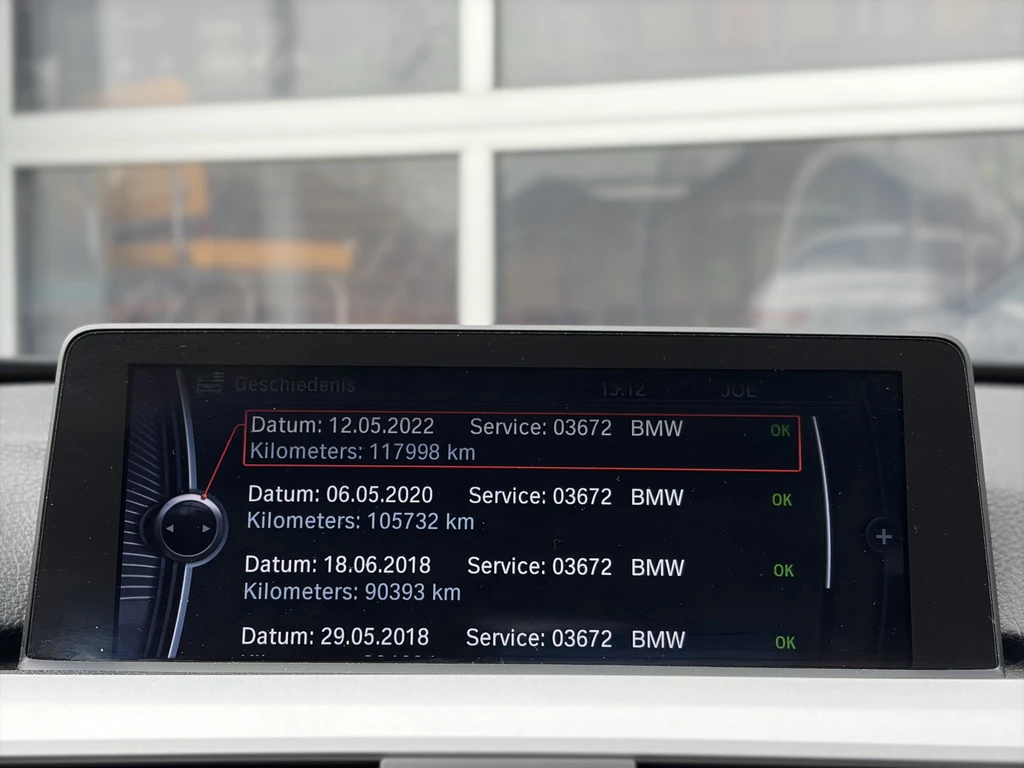 Geschiedenis 15:12 JOE
Datum: 12.05.2022 Service: 03672 BMW OK
Kilometers: 117998 km
Datum: 06.05.2020 Service: 03672 BMW OK
Kilometers: 105732 km
Datum: 18.06.2018 Service: 03672 BMW OK
Kilometers: 90393 km
Datum: 29.05.2018 Service: 03672 BMW OK